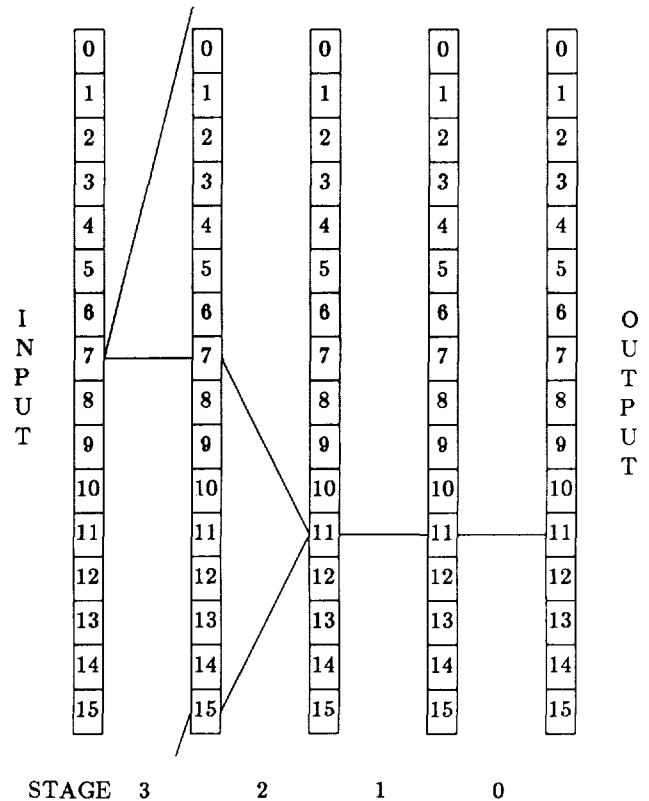 0 0 0 0 0
1 1 1 1 1
2 2 2 2 2
3 3 3 3 3
4 4 4 4 4
5 5 5 5 5
6 6 6 6 6
7 7 7 7 7
8 8 8 8 8
9 9 9 9 9
10 10 10 10 10
11 11 11 11 11
12 12 12 12 12
13 13 13 13 13
14 14 14 14 14
15 15 15 15 15
INPUT
OUTPUT
STAGE 3 2 1 0